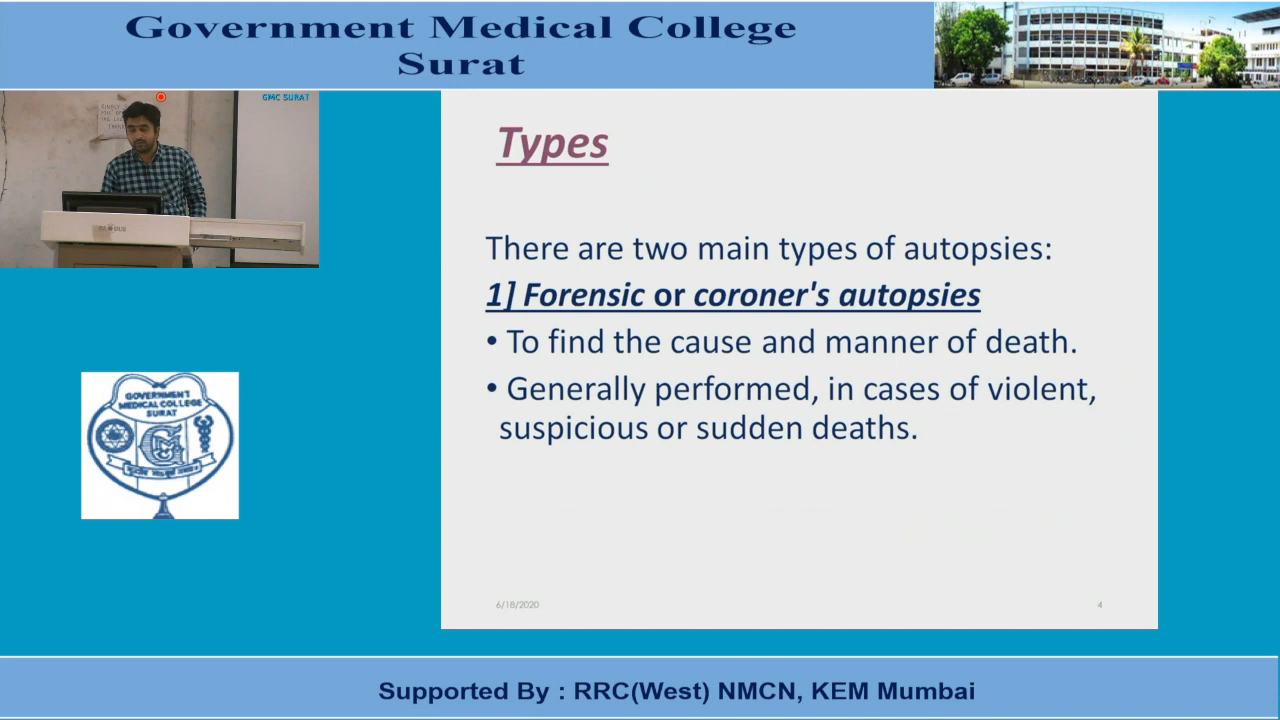 Government Medical College
Surat
GMC SURAT
Types
There are two main types of autopsies:
1] Forensic or coroner's autopsies
• To find the cause and manner of death.
• Generally performed, in cases of violent,
suspicious or sudden deaths.
GOVERNMENT
MEDICAL COLLEGE
SURAT
6/18/2020
4
Supported By : RRC(West) NMCN, KEM Mumbai